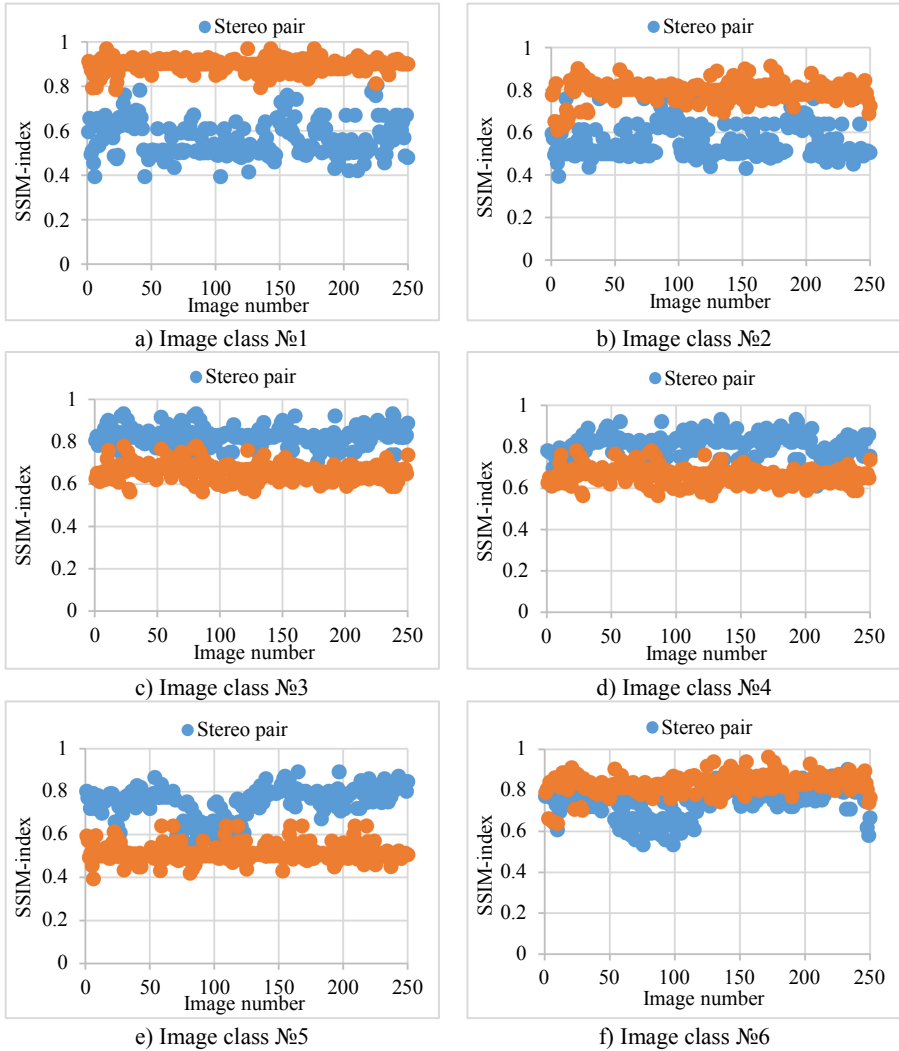 Stereo pair
1
0.8
0.6
0.4
0.2
0
SSIM-index
0 50 100 150 200 250
Image number
a) Image class №1
Stereo pair
1
0.8
0.6
0.4
0.2
0
SSIM-index
0 50 100 150 200 250
Image number
b) Image class №2
Stereo pair
1
0.8
0.6
0.4
0.2
0
SSIM-index
0 50 100 150 200 250
Image number
c) Image class №3
Stereo pair
1
0.8
0.6
0.4
0.2
0
SSIM-index
0 50 100 150 200 250
Image number
d) Image class №4
Stereo pair
1
0.8
0.6
0.4
0.2
0
SSIM-index
0 50 100 150 200 250
Image number
e) Image class №5
Stereo pair
1
0.8
0.6
0.4
0.2
0
SSIM-index
0 50 100 150 200 250
Image number
f) Image class №6